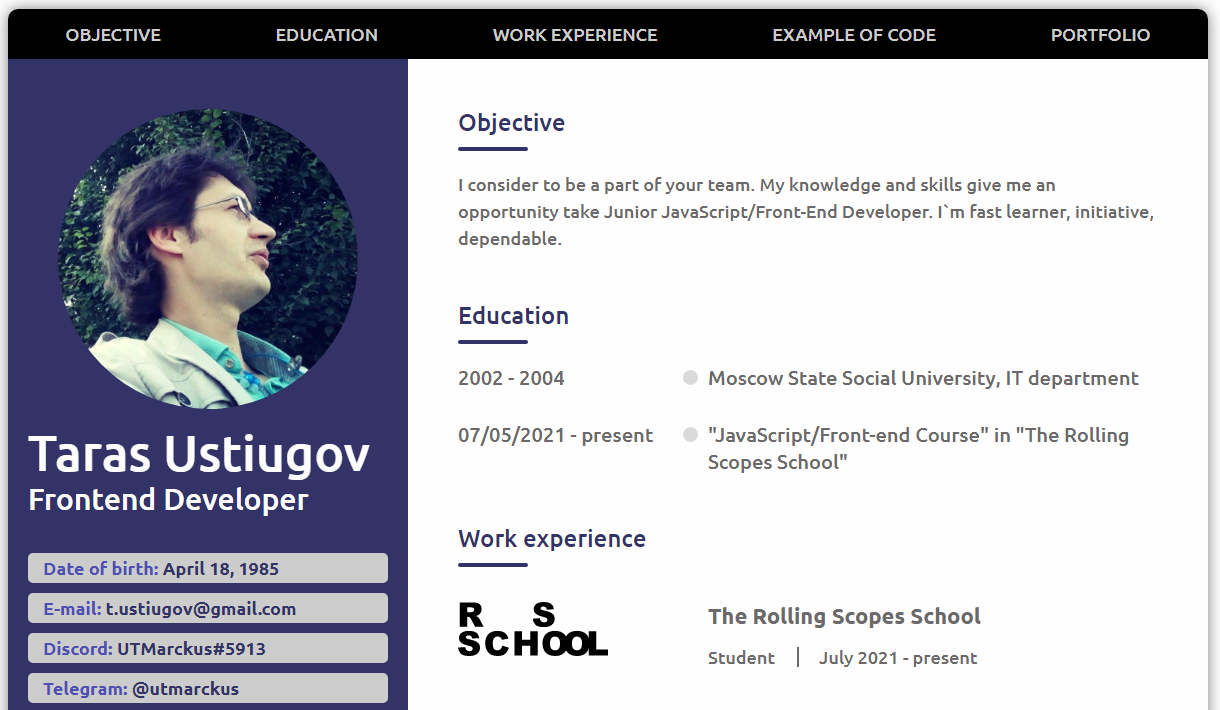 OBJECTIVE EDUCATION WORK EXPERIENCE EXAMPLE OF CODE PORTFOLIO
Taras Ustiugov
Frontend Developer
Date of birth: April 18, 1985
E-mail: t.ustiugov@gmail.com
Discord: UTMarckus#5913
Telegram: @utmarckus
Objective
I consider to be a part of your team. My knowledge and skills give me an
opportunity take Junior JavaScript/Front-End Developer. I`m fast learner, initiative,
dependable.
Education
2002 - 2004 Moscow State Social University, IT department
07/05/2021 - present "JavaScript/Front-end Course" in "The Rolling
Scopes School"
Work experience
R S
SCHOOL
The Rolling Scopes School
Student | July 2021 - present